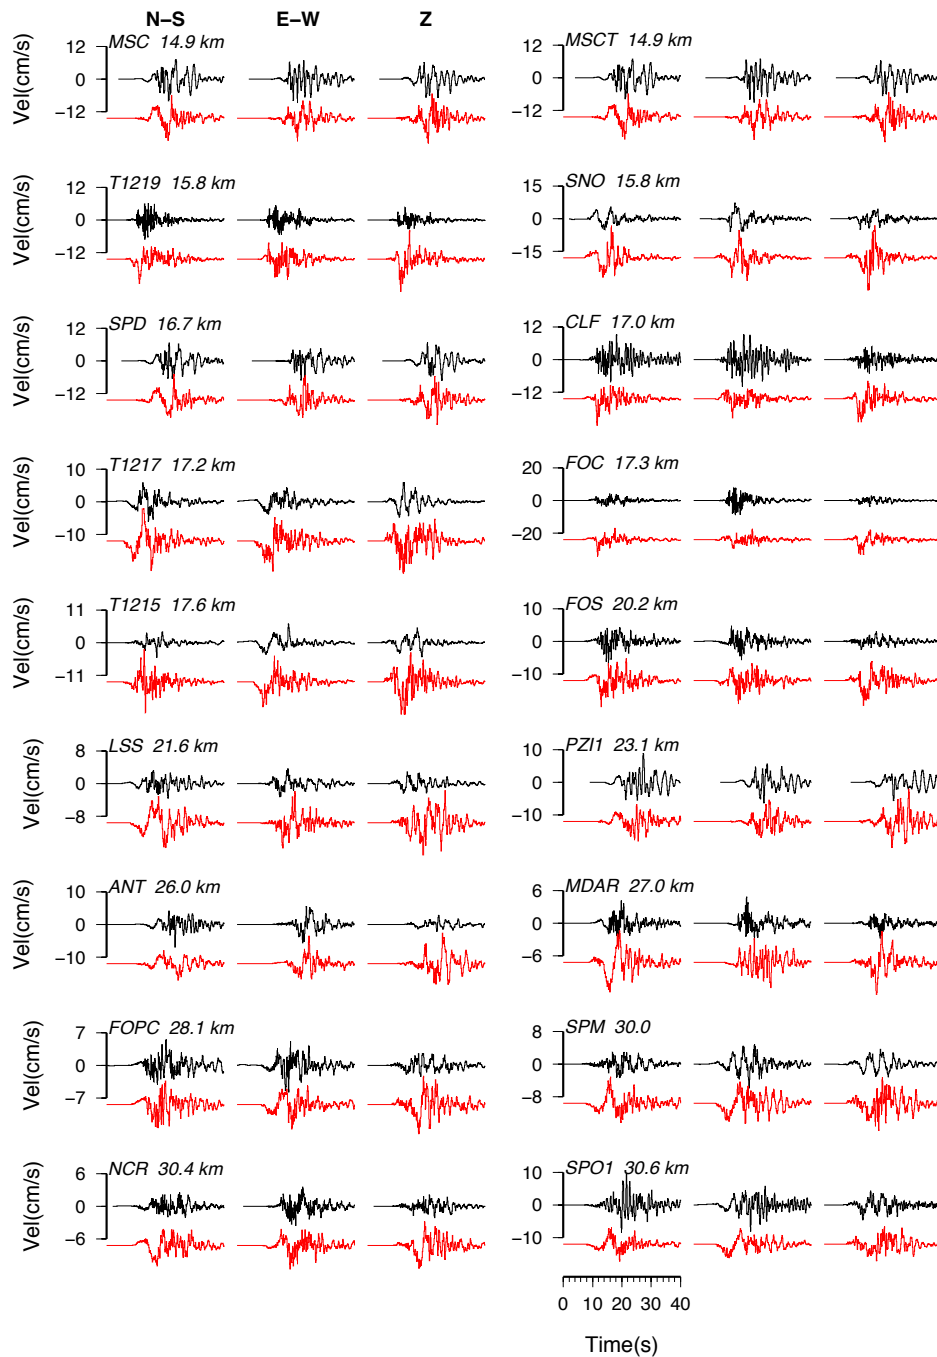 N–S E–W Z
MSC 14.9 km
12
0
−12
Vel(cm/s)
MSCT 14.9 km
12
0
−12
T1219 15.8 km
12
0
−12
Vel(cm/s)
SNO 15.8 km
15
0
−15
SPD 16.7 km
12
0
−12
Vel(cm/s)
CLF 17.0 km
12
0
−12
T1217 17.2 km
10
0
−10
Vel(cm/s)
FOC 17.3 km
20
0
−20
T1215 17.6 km
11
0
−11
Vel(cm/s)
FOS 20.2 km
10
0
−10
LSS 21.6 km
8
0
−8
Vel(cm/s)
PZI1 23.1 km
10
0
−10
ANT 26.0 km
10
0
−10
Vel(cm/s)
MDAR 27.0 km
6
0
−6
FOPC 28.1 km
7
0
−7
Vel(cm/s)
SPM 30.0
8
0
−8
NCR 30.4 km
6
0
−6
Vel(cm/s)
SPO1 30.6 km
10
0
−10
0 10 20 30 40
Time(s)